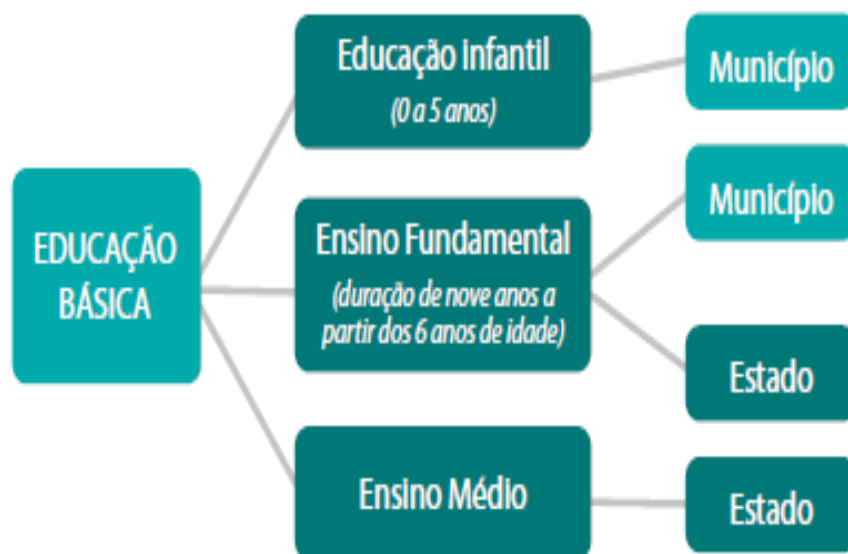 EDUCAÇÃO
BÁSICA
Educação infantil
(0 a 5 anos)
Município
Ensino Fundamental
(duração de nove anos a
partir dos 6 anos de idade)
Município
Estado
Ensino Médio
Estado